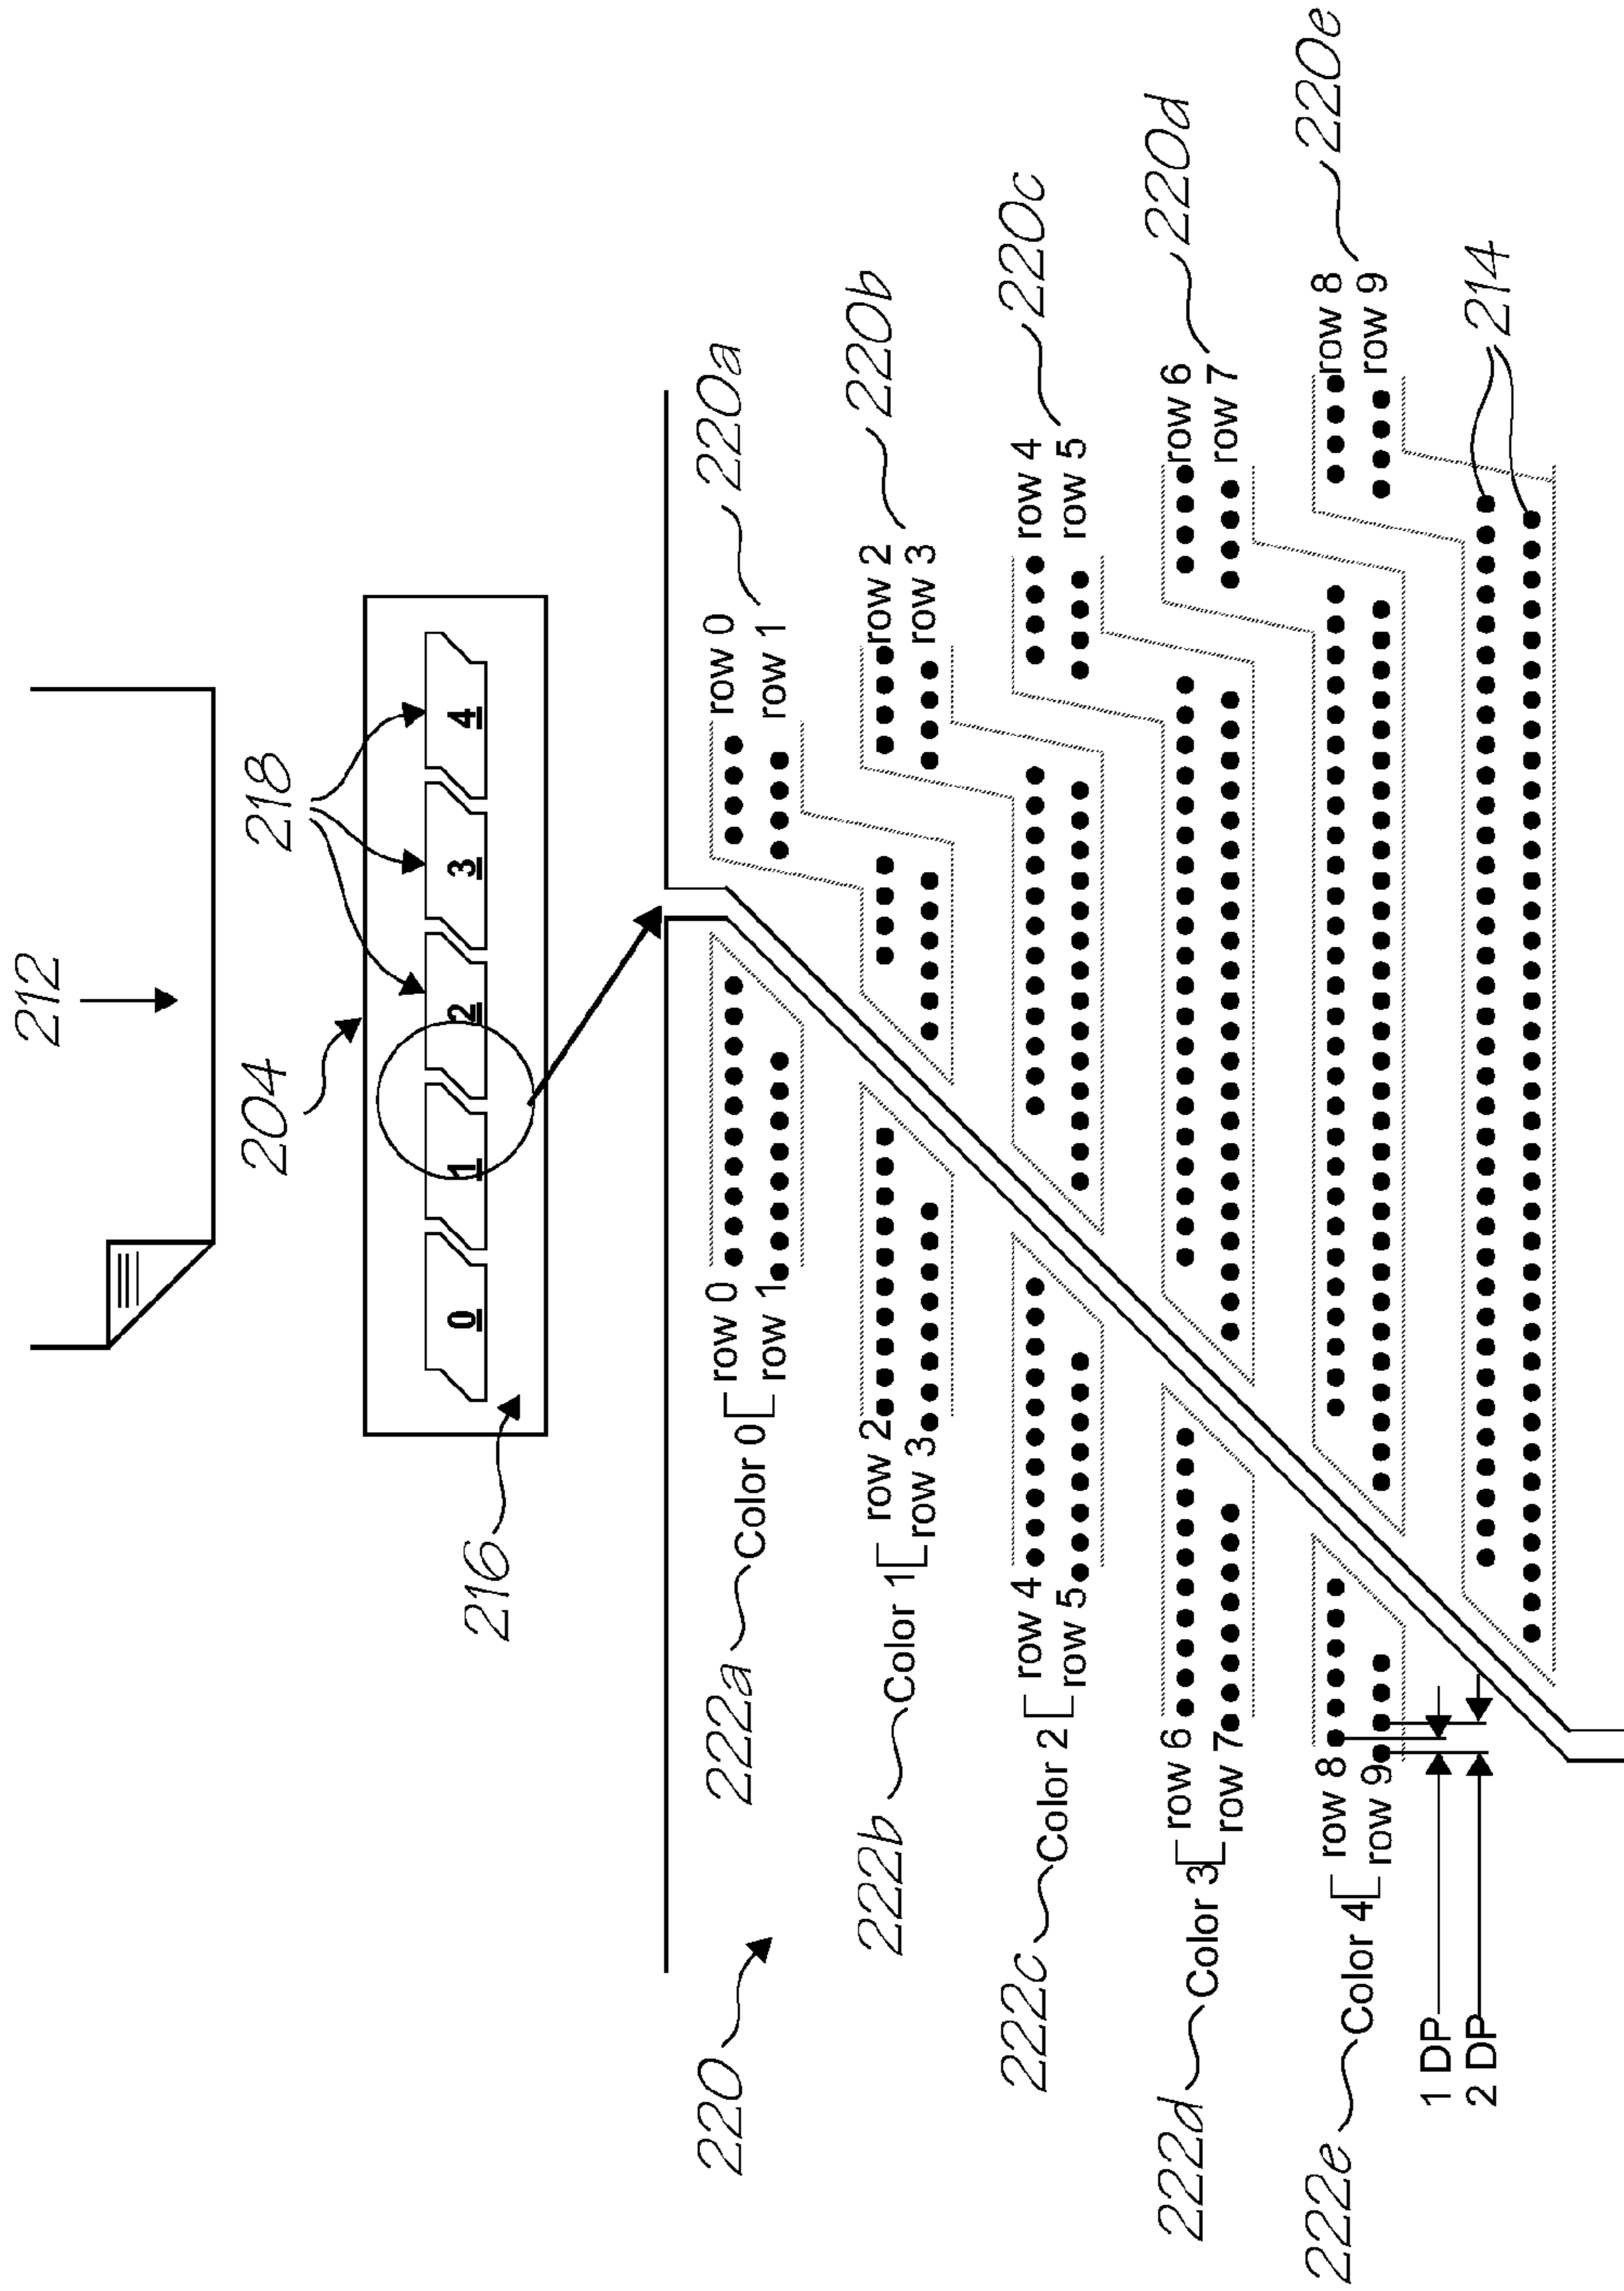 212
204
218
216
0
1
2
3
4
220
222a
Color 0
row 0
row 1
row 0
row 1
220a
222b
Color 1
row 2
row 3
row 2
row 3
220b
222c
Color 2
row 4
row 5
row 4
row 5
220c
222d
Color 3
row 6
row 7
row 6
row 7
220d
222e
Color 4
row 8
row 9
row 8
row 9
220e
1 DP
2 DP
214